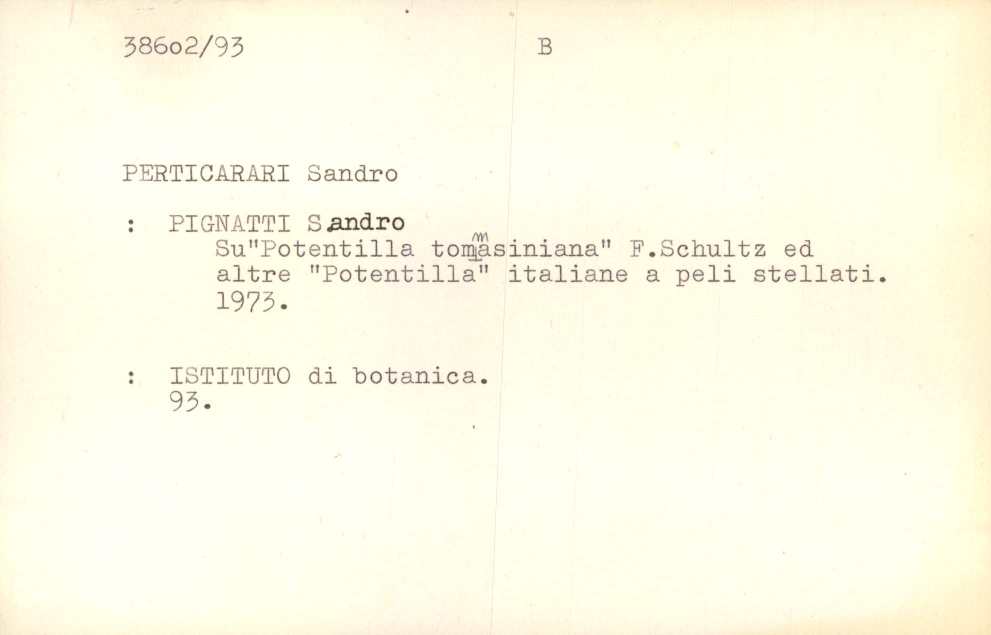 386o2/93 B
PERTICARARI Sandro
: PIGNATTI Sandro
Su"Potentilla tommasiniana" F.Schultz ed
altre "Potentilla" italiane a peli stellati.
1973.
: ISTITUTO di botanica.
93.